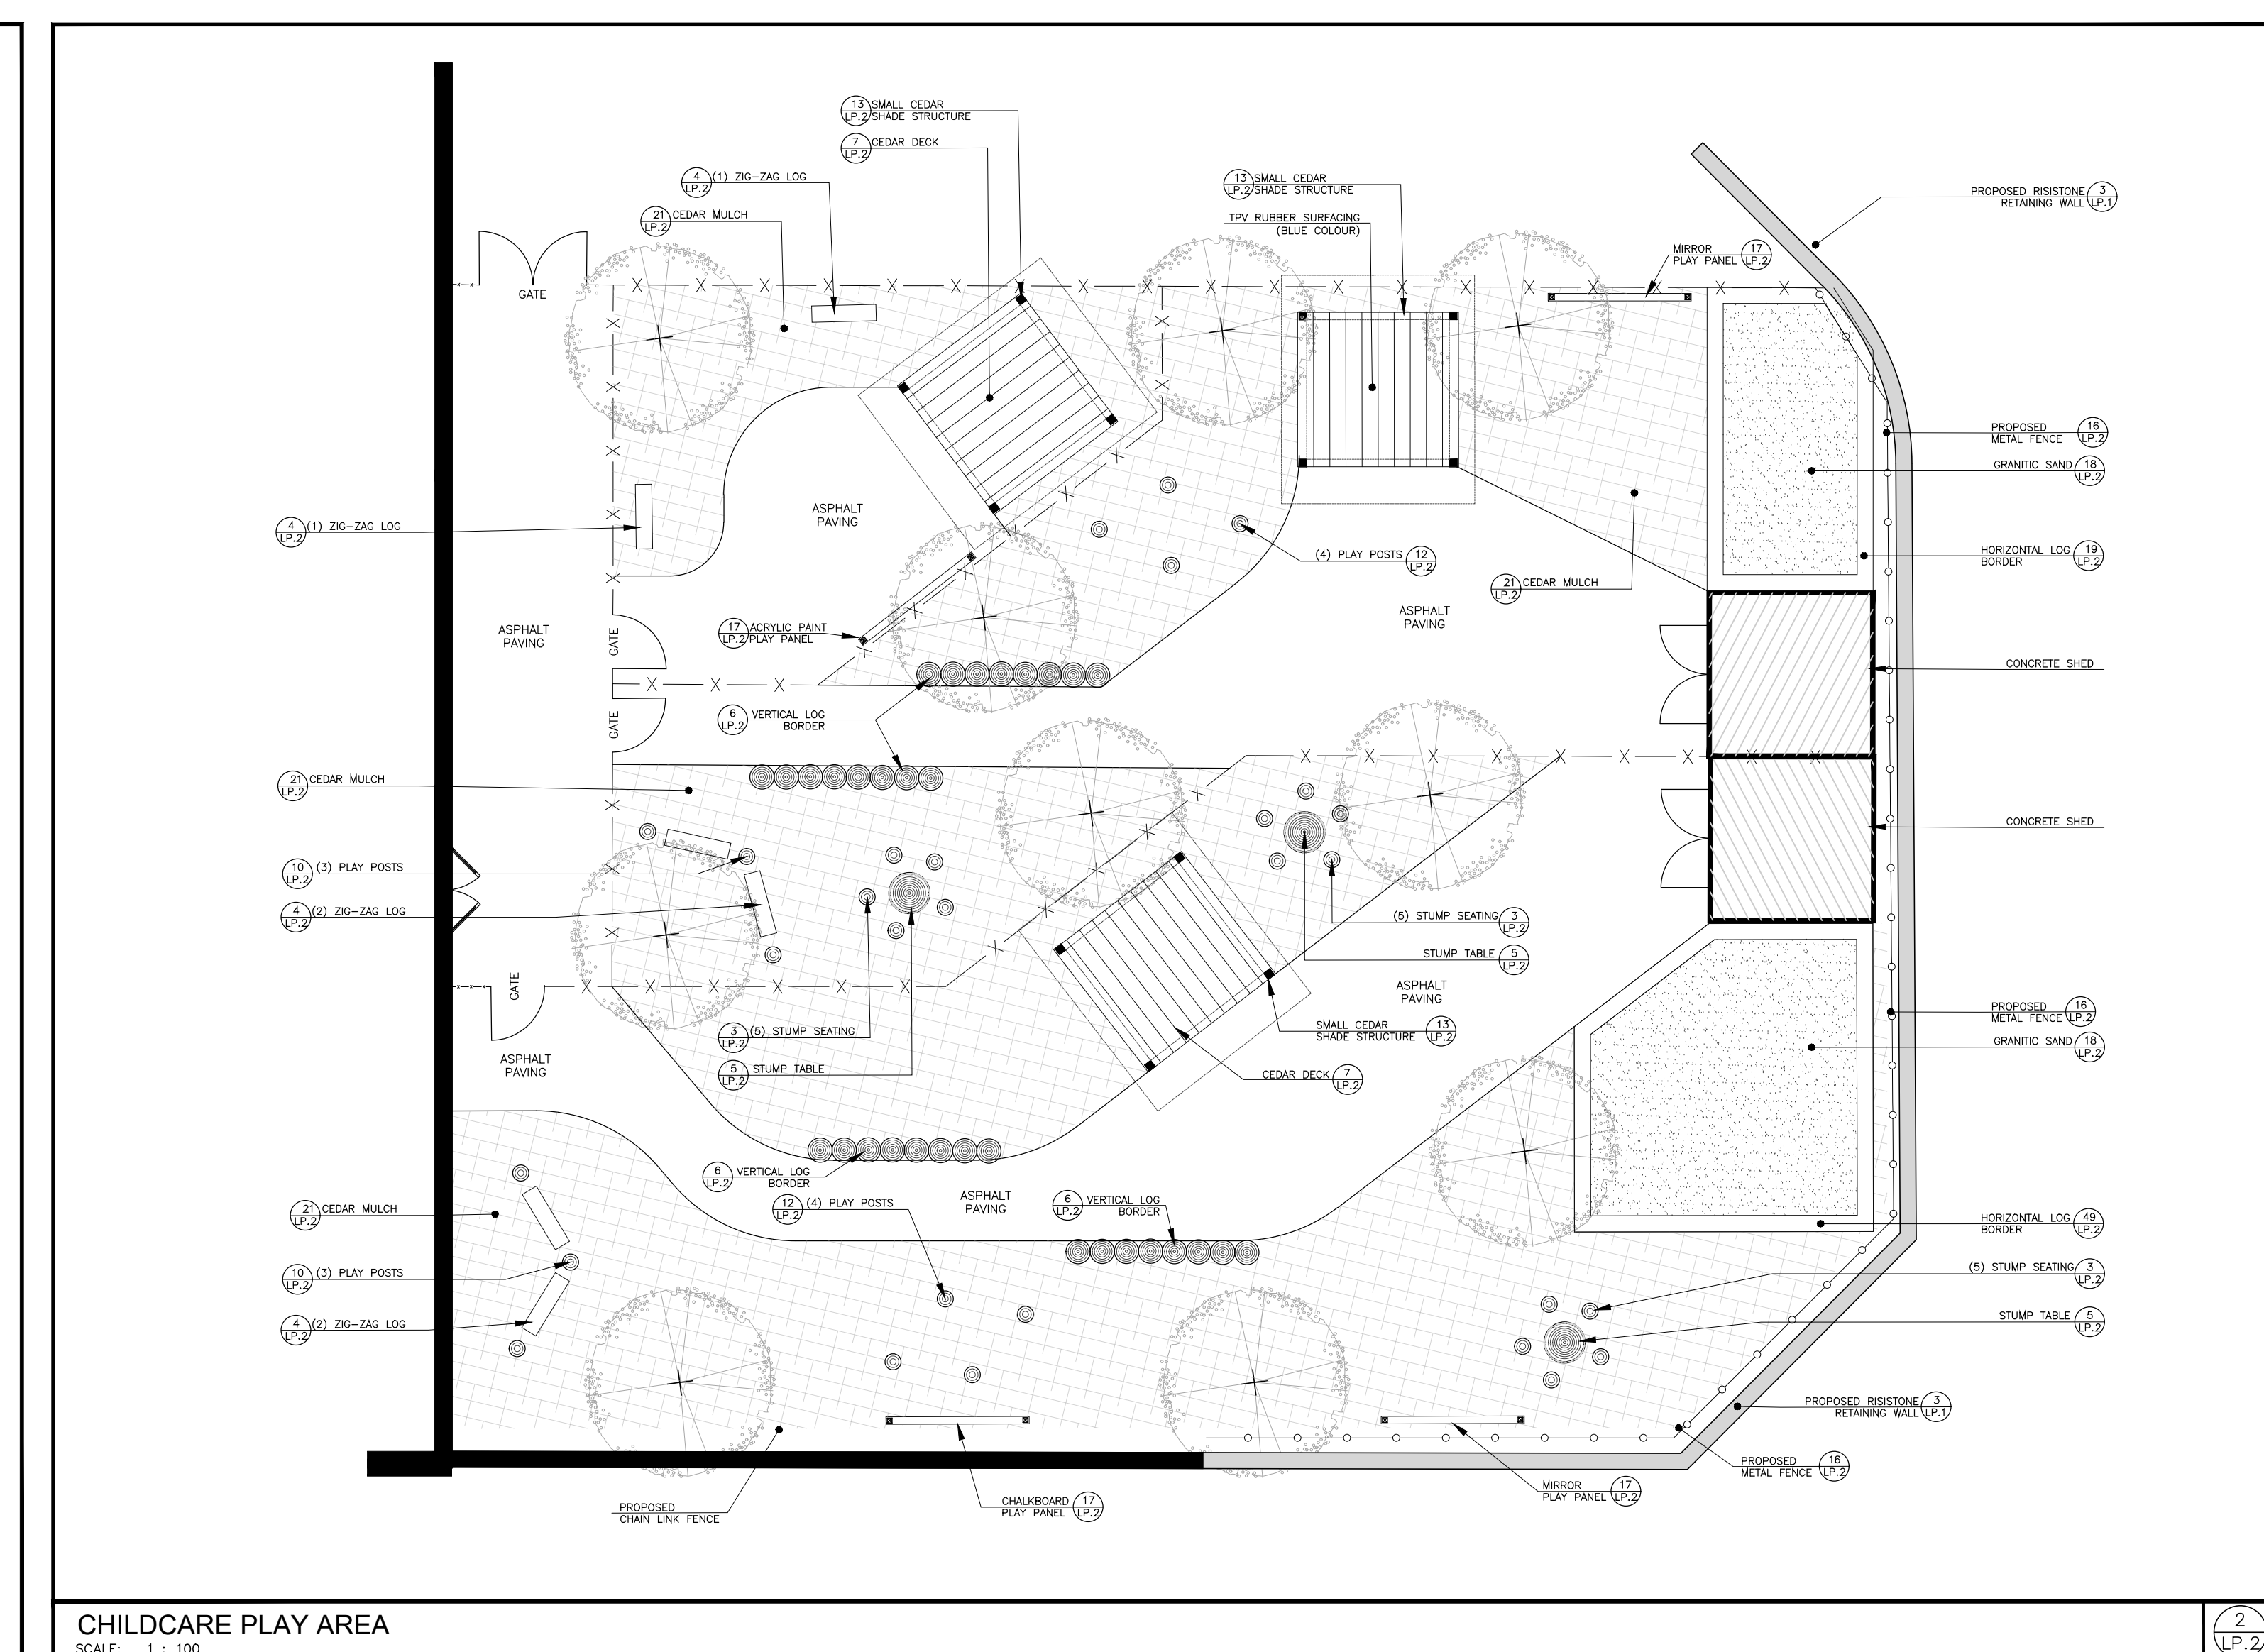 13 SMALL CEDAR
LP.2 SHADE STRUCTURE
7 CEDAR DECK
LP.2
4 (1) ZIG-ZAG LOG
LP.2
21 CEDAR MULCH
LP.2
13 SMALL CEDAR
LP.2 SHADE STRUCTURE
TPV RUBBER SURFACING
(BLUE COLOUR)
PROPOSED RISISTONE 3
RETAINING WALL LP.1
MIRROR 17
PLAY PANEL LP.2
GATE
PROPOSED 16
METAL FENCE LP.2
GRANITIC SAND 18
LP.2
ASPHALT
PAVING
4 (1) ZIG-ZAG LOG
LP.2
(4) PLAY POSTS 12
LP.2
HORIZONTAL LOG 19
BORDER LP.2
21 CEDAR MULCH
LP.2
ASPHALT
PAVING
ASPHALT
PAVING
GATE
17 ACRYLIC PAINT
LP.2 PLAY PANEL
CONCRETE SHED
6 VERTICAL LOG
LP.2 BORDER
GATE
21 CEDAR MULCH
LP.2
CONCRETE SHED
10 (3) PLAY POSTS
LP.2
4 (2) ZIG-ZAG LOG
LP.2
(5) STUMP SEATING 3
LP.2
STUMP TABLE 5
LP.2
GATE
ASPHALT
PAVING
PROPOSED 16
METAL FENCE LP.2
3 (5) STUMP SEATING
LP.2
SMALL CEDAR 13
SHADE STRUCTURE LP.2
GRANITIC SAND 18
LP.2
ASPHALT
PAVING
5 STUMP TABLE
LP.2
CEDAR DECK 7
LP.2
6 VERTICAL LOG
LP.2 BORDER
12 (4) PLAY POSTS
LP.2
ASPHALT
PAVING
6 VERTICAL LOG
LP.2 BORDER
21 CEDAR MULCH
LP.2
HORIZONTAL LOG 49
BORDER LP.2
10 (3) PLAY POSTS
LP.2
(5) STUMP SEATING 3
LP.2
4 (2) ZIG-ZAG LOG
LP.2
STUMP TABLE 5
LP.2
PROPOSED RISISTONE 3
RETAINING WALL LP.1
PROPOSED 16
METAL FENCE LP.2
MIRROR 17
PLAY PANEL LP.2
CHALKBOARD 17
PLAY PANEL LP.2
PROPOSED
CHAIN LINK FENCE
CHILDCARE PLAY AREA
SCALE: 1 : 100
2
LP.2